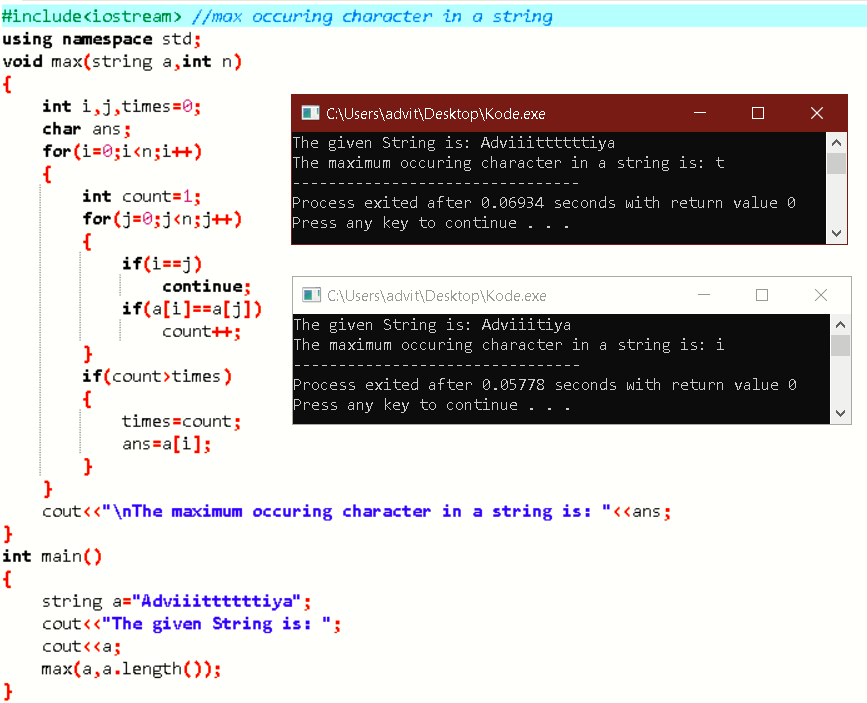 #include<iostream> //max occuring character in a string
using namespace std;
void max(string a,int n)
{
    int i,j,times=0;
    char ans;
    for(i=0;i<n;i++)
    {
        int count=1;
        for(j=0;j<n;j++)
        {
            if(i==j)
                continue;
            if(a[i]==a[j])
                count++;
        }
        if(count>times)
        {
            times=count;
            ans=a[i];
        }
    }
    cout<<"\nThe maximum occuring character in a string is: "<<ans;
}
int main()
{
    string a="Adviiittttttiya";
    cout<<"The given String is: ";
    cout<<a;
    max(a,a.length());
}
C:\Users\advit\Desktop\Kode.exe
The given String is: Adviiittttttiya
The maximum occuring character in a string is: t
--------------------------------
Process exited after 0.06934 seconds with return value 0
Press any key to continue . . .
C:\Users\advit\Desktop\Kode.exe
The given String is: Adviiitiya
The maximum occuring character in a string is: i
--------------------------------
Process exited after 0.05778 seconds with return value 0
Press any key to continue . . .